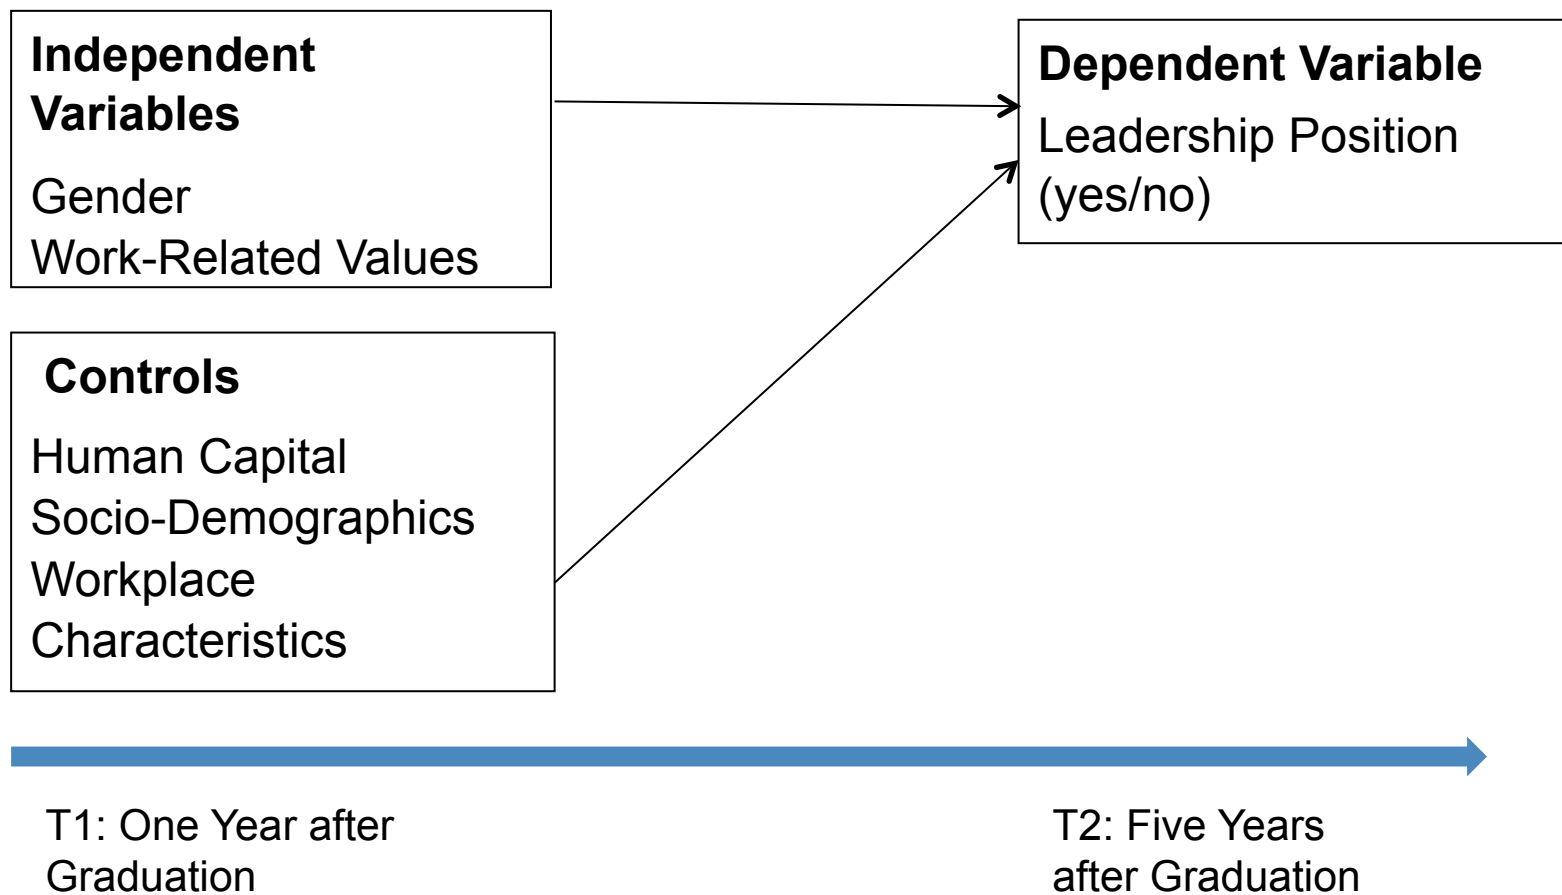 Independent
Variables
Gender
Work-Related Values
Controls
Human Capital
Socio-Demographics
Workplace
Characteristics
Dependent Variable
Leadership Position
(yes/no)
T1: One Year after
Graduation
T2: Five Years
after Graduation